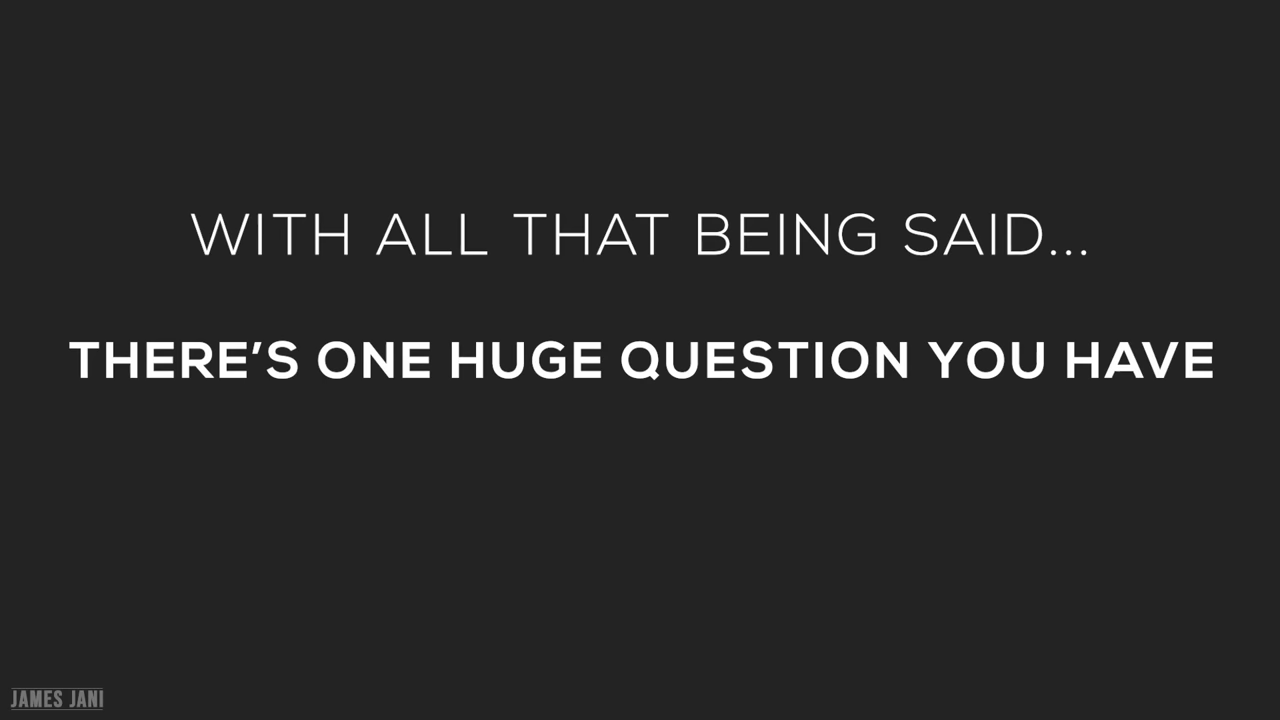 WITH ALL THAT BEING SAID...
THERE'S ONE HUGE QUESTION YOU HAVE
JAMES JANI